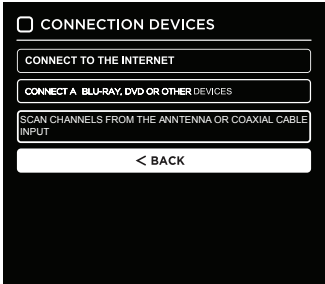 CONNECTION DEVICES
CONNECT TO THE INTERNET
CONNECT A BLU-RAY, DVD OR OTHER DEVICES
SCAN CHANNELS FROM THE ANNTENNA OR COAXIAL CABLE
INPUT
< BACK